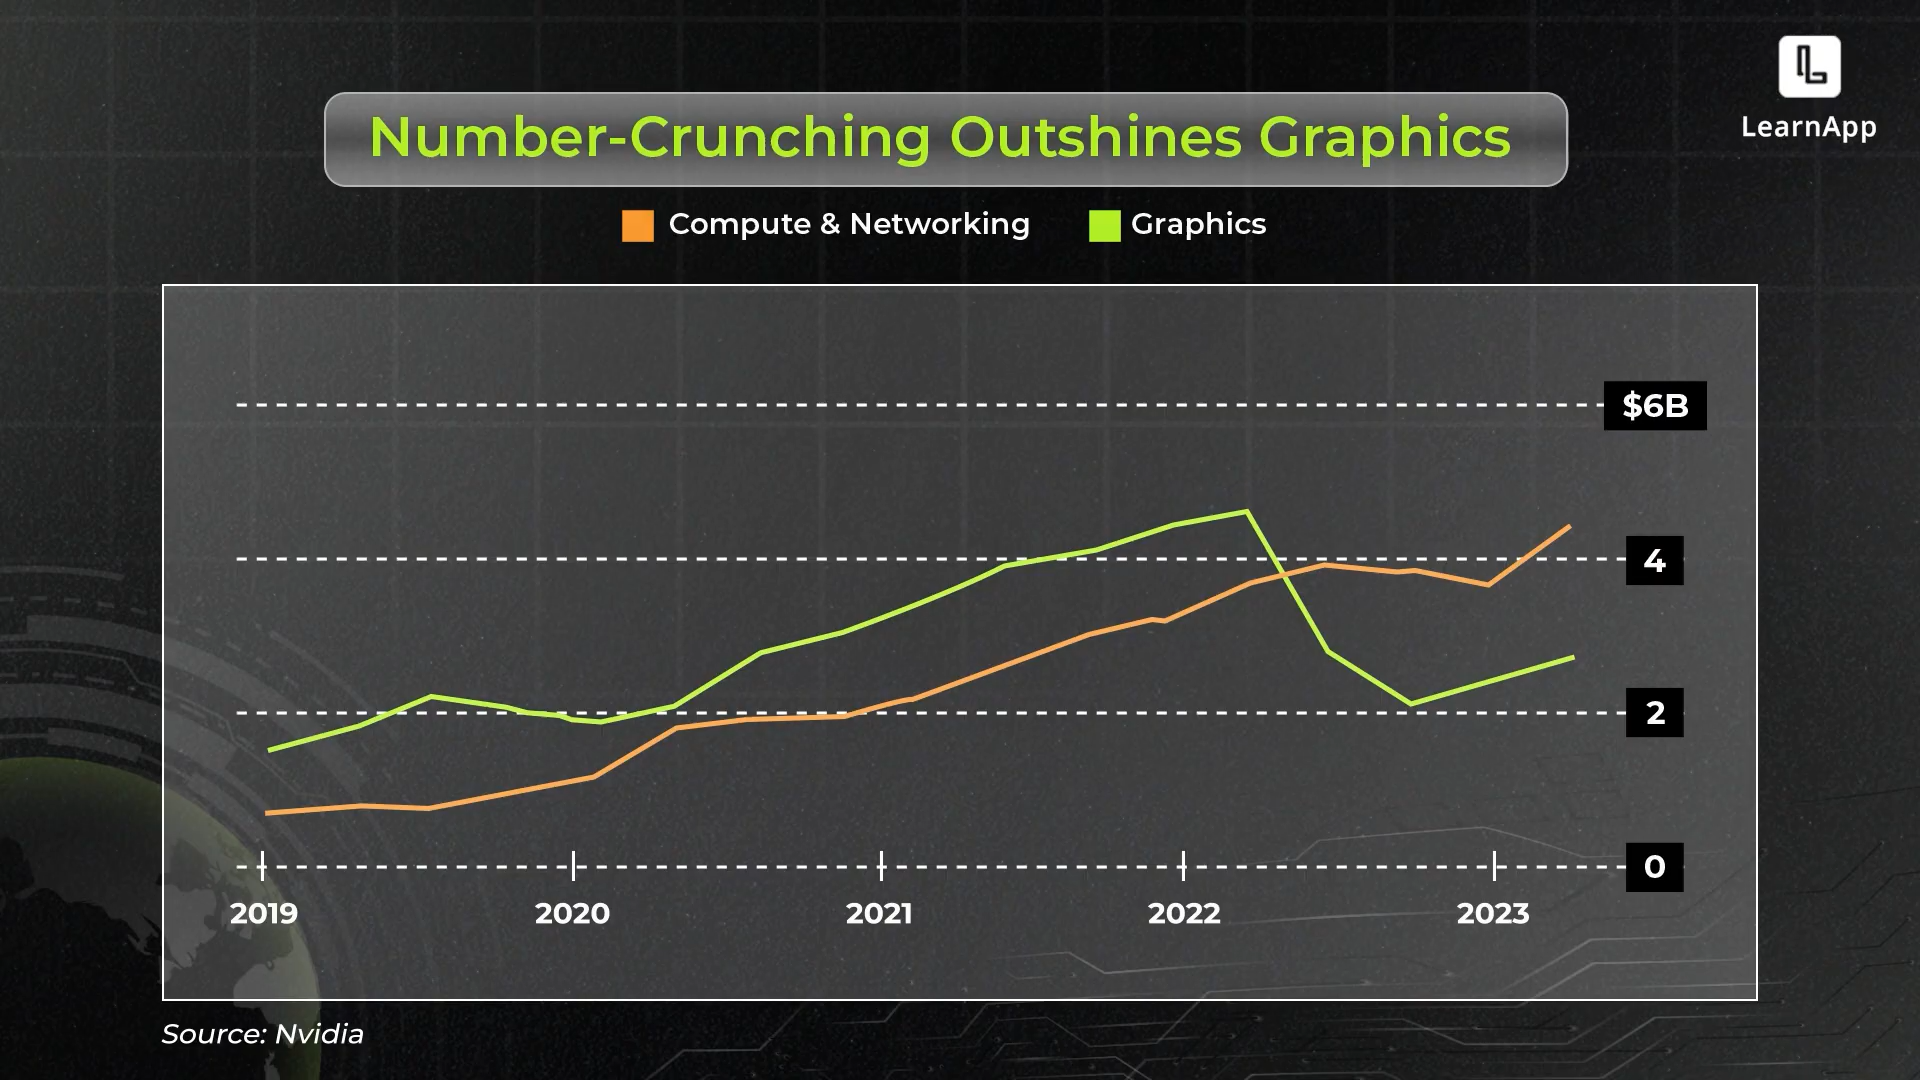 LearnApp
Number-Crunching Outshines Graphics
Compute & Networking
Graphics
$6B
4
2
0
2019
2020
2021
2022
2023
Source: Nvidia